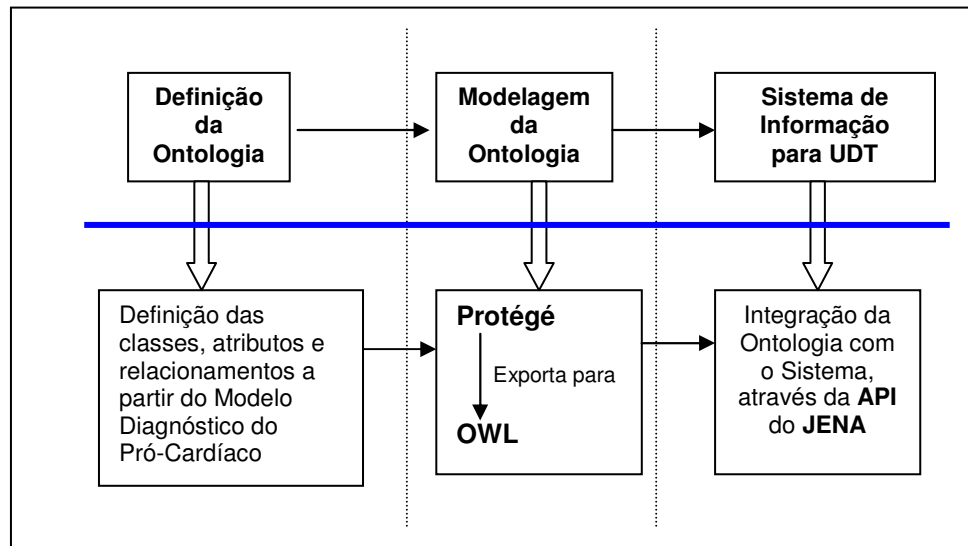 Definição
da
Ontologia
Modelagem
da
Ontologia
Sistema de
Informação
para UDT
Definição das
classes, atributos e
relacionamentos a
partir do Modelo
Diagnóstico do
Pró-Cardíaco
Protégé
Exporta para
OWL
Integração da
Ontologia com
o Sistema,
através da API
do JENA